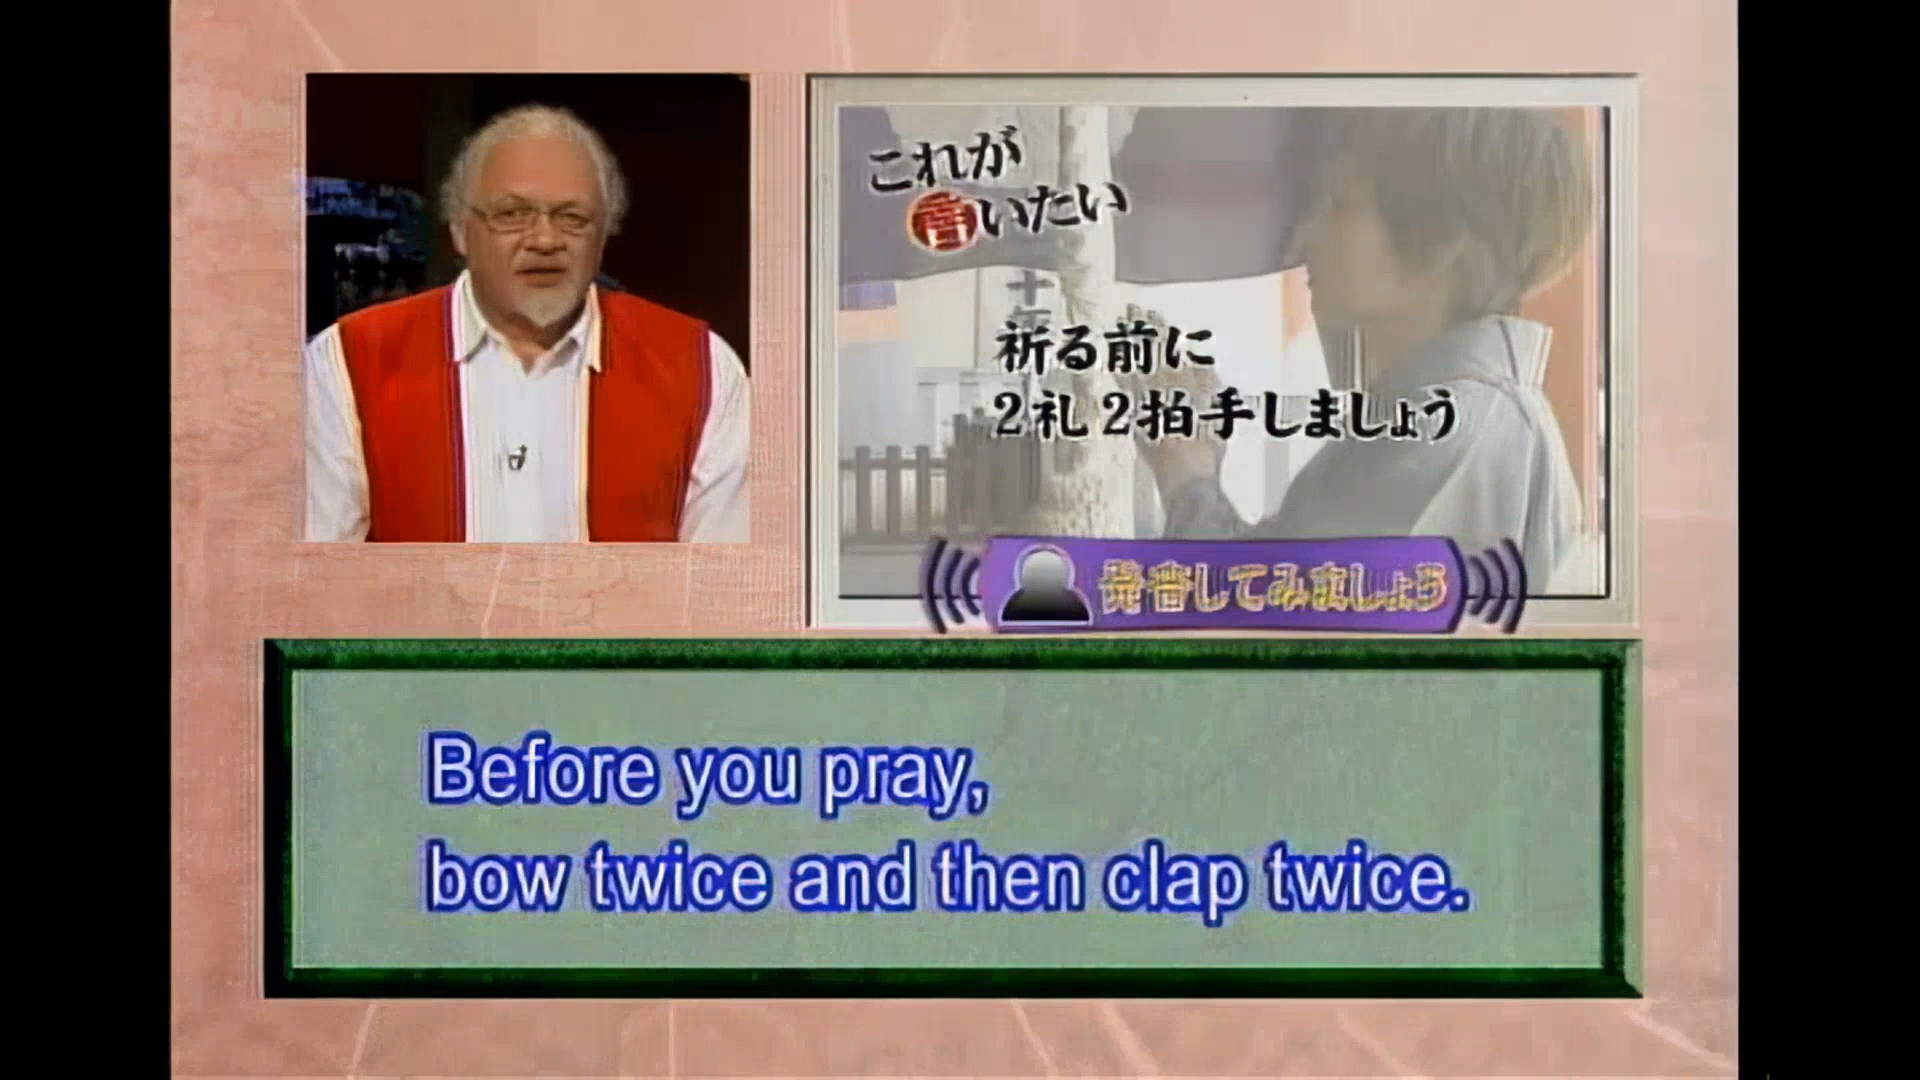 これが
言いたい
祈る前に
2礼2拍手しましょう
発音してみましょう
Before you pray,
bow twice and then clap twice.